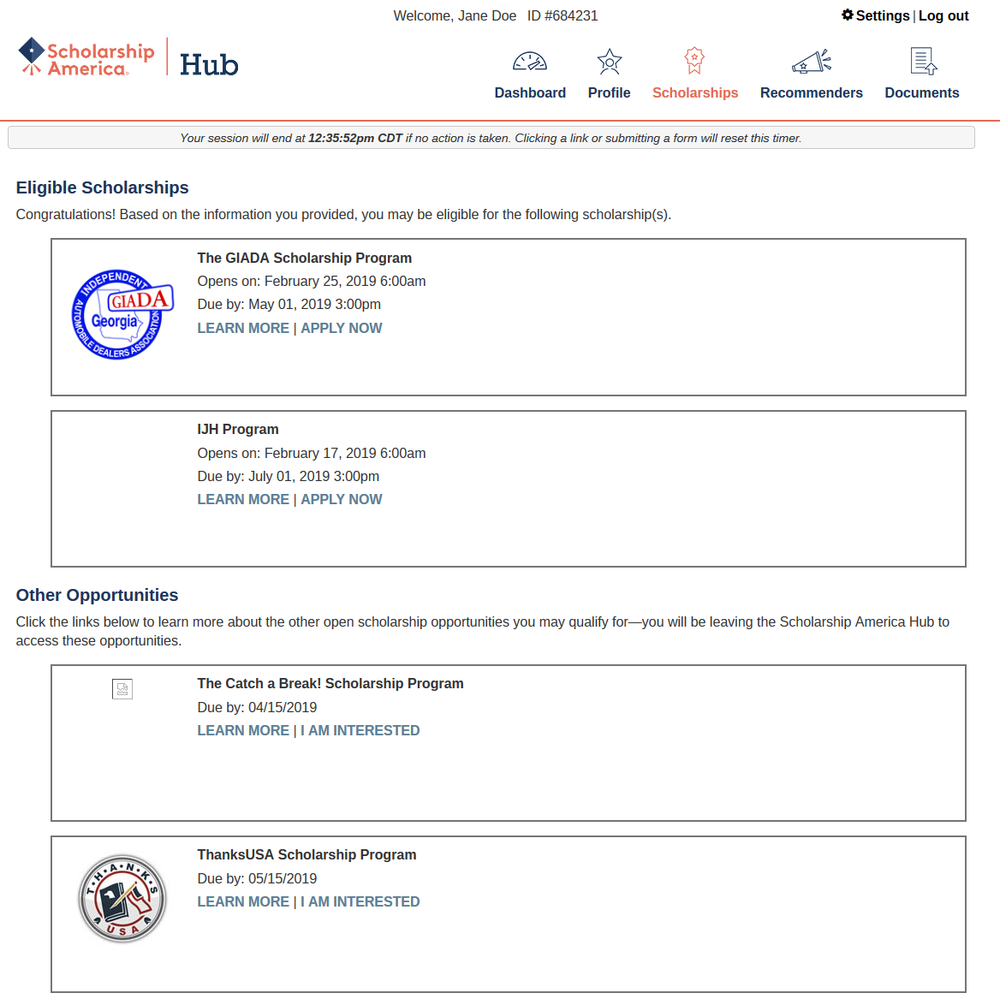 Welcome, Jane Doe ID #684231
Settings | Log out
Scholarship America | Hub
Dashboard Profile Scholarships Recommenders Documents
Your session will end at 12:35:52pm CDT if no action is taken. Clicking a link or submitting a form will reset this timer.
Eligible Scholarships
Congratulations! Based on the information you provided, you may be eligible for the following scholarship(s).
INDEPENDENT
GIADA
Georgia
AUTOMOBILE DEALERS ASSOCIATION
The GIADA Scholarship Program
Opens on: February 25, 2019 6:00am
Due by: May 01, 2019 3:00pm
LEARN MORE | APPLY NOW
IJH Program
Opens on: February 17, 2019 6:00am
Due by: July 01, 2019 3:00pm
LEARN MORE | APPLY NOW
Other Opportunities
Click the links below to learn more about the other open scholarship opportunities you may qualify for—you will be leaving the Scholarship America Hub to
access these opportunities.
The Catch a Break! Scholarship Program
Due by: 04/15/2019
LEARN MORE | I AM INTERESTED
T·H·A·N·K·S
USA
ThanksUSA Scholarship Program
Due by: 05/15/2019
LEARN MORE | I AM INTERESTED